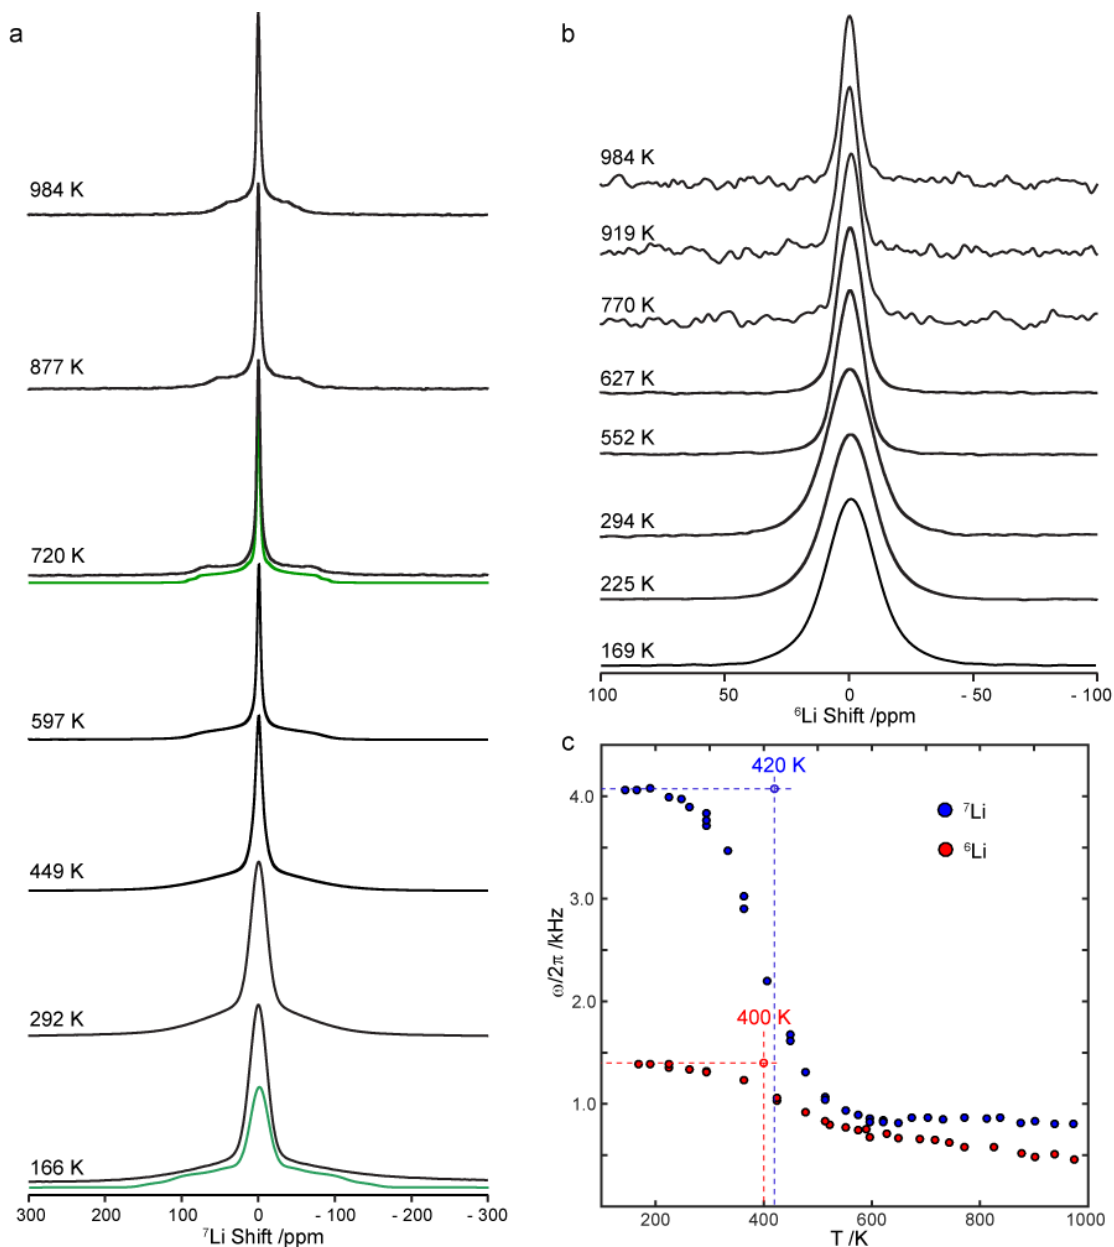 a
984 K
877 K
720 K
597 K
449 K
292 K
166 K
300 200 100 0 - 100 - 200 - 300
⁷Li Shift /ppm
b
984 K
919 K
770 K
627 K
552 K
294 K
225 K
169 K
100 50 0 - 50 - 100
⁶Li Shift /ppm
c
420 K
4.0
⁷Li
⁶Li
3.0
ω/2π /kHz
2.0
400 K
1.0
200 400 600 800 1000
T /K